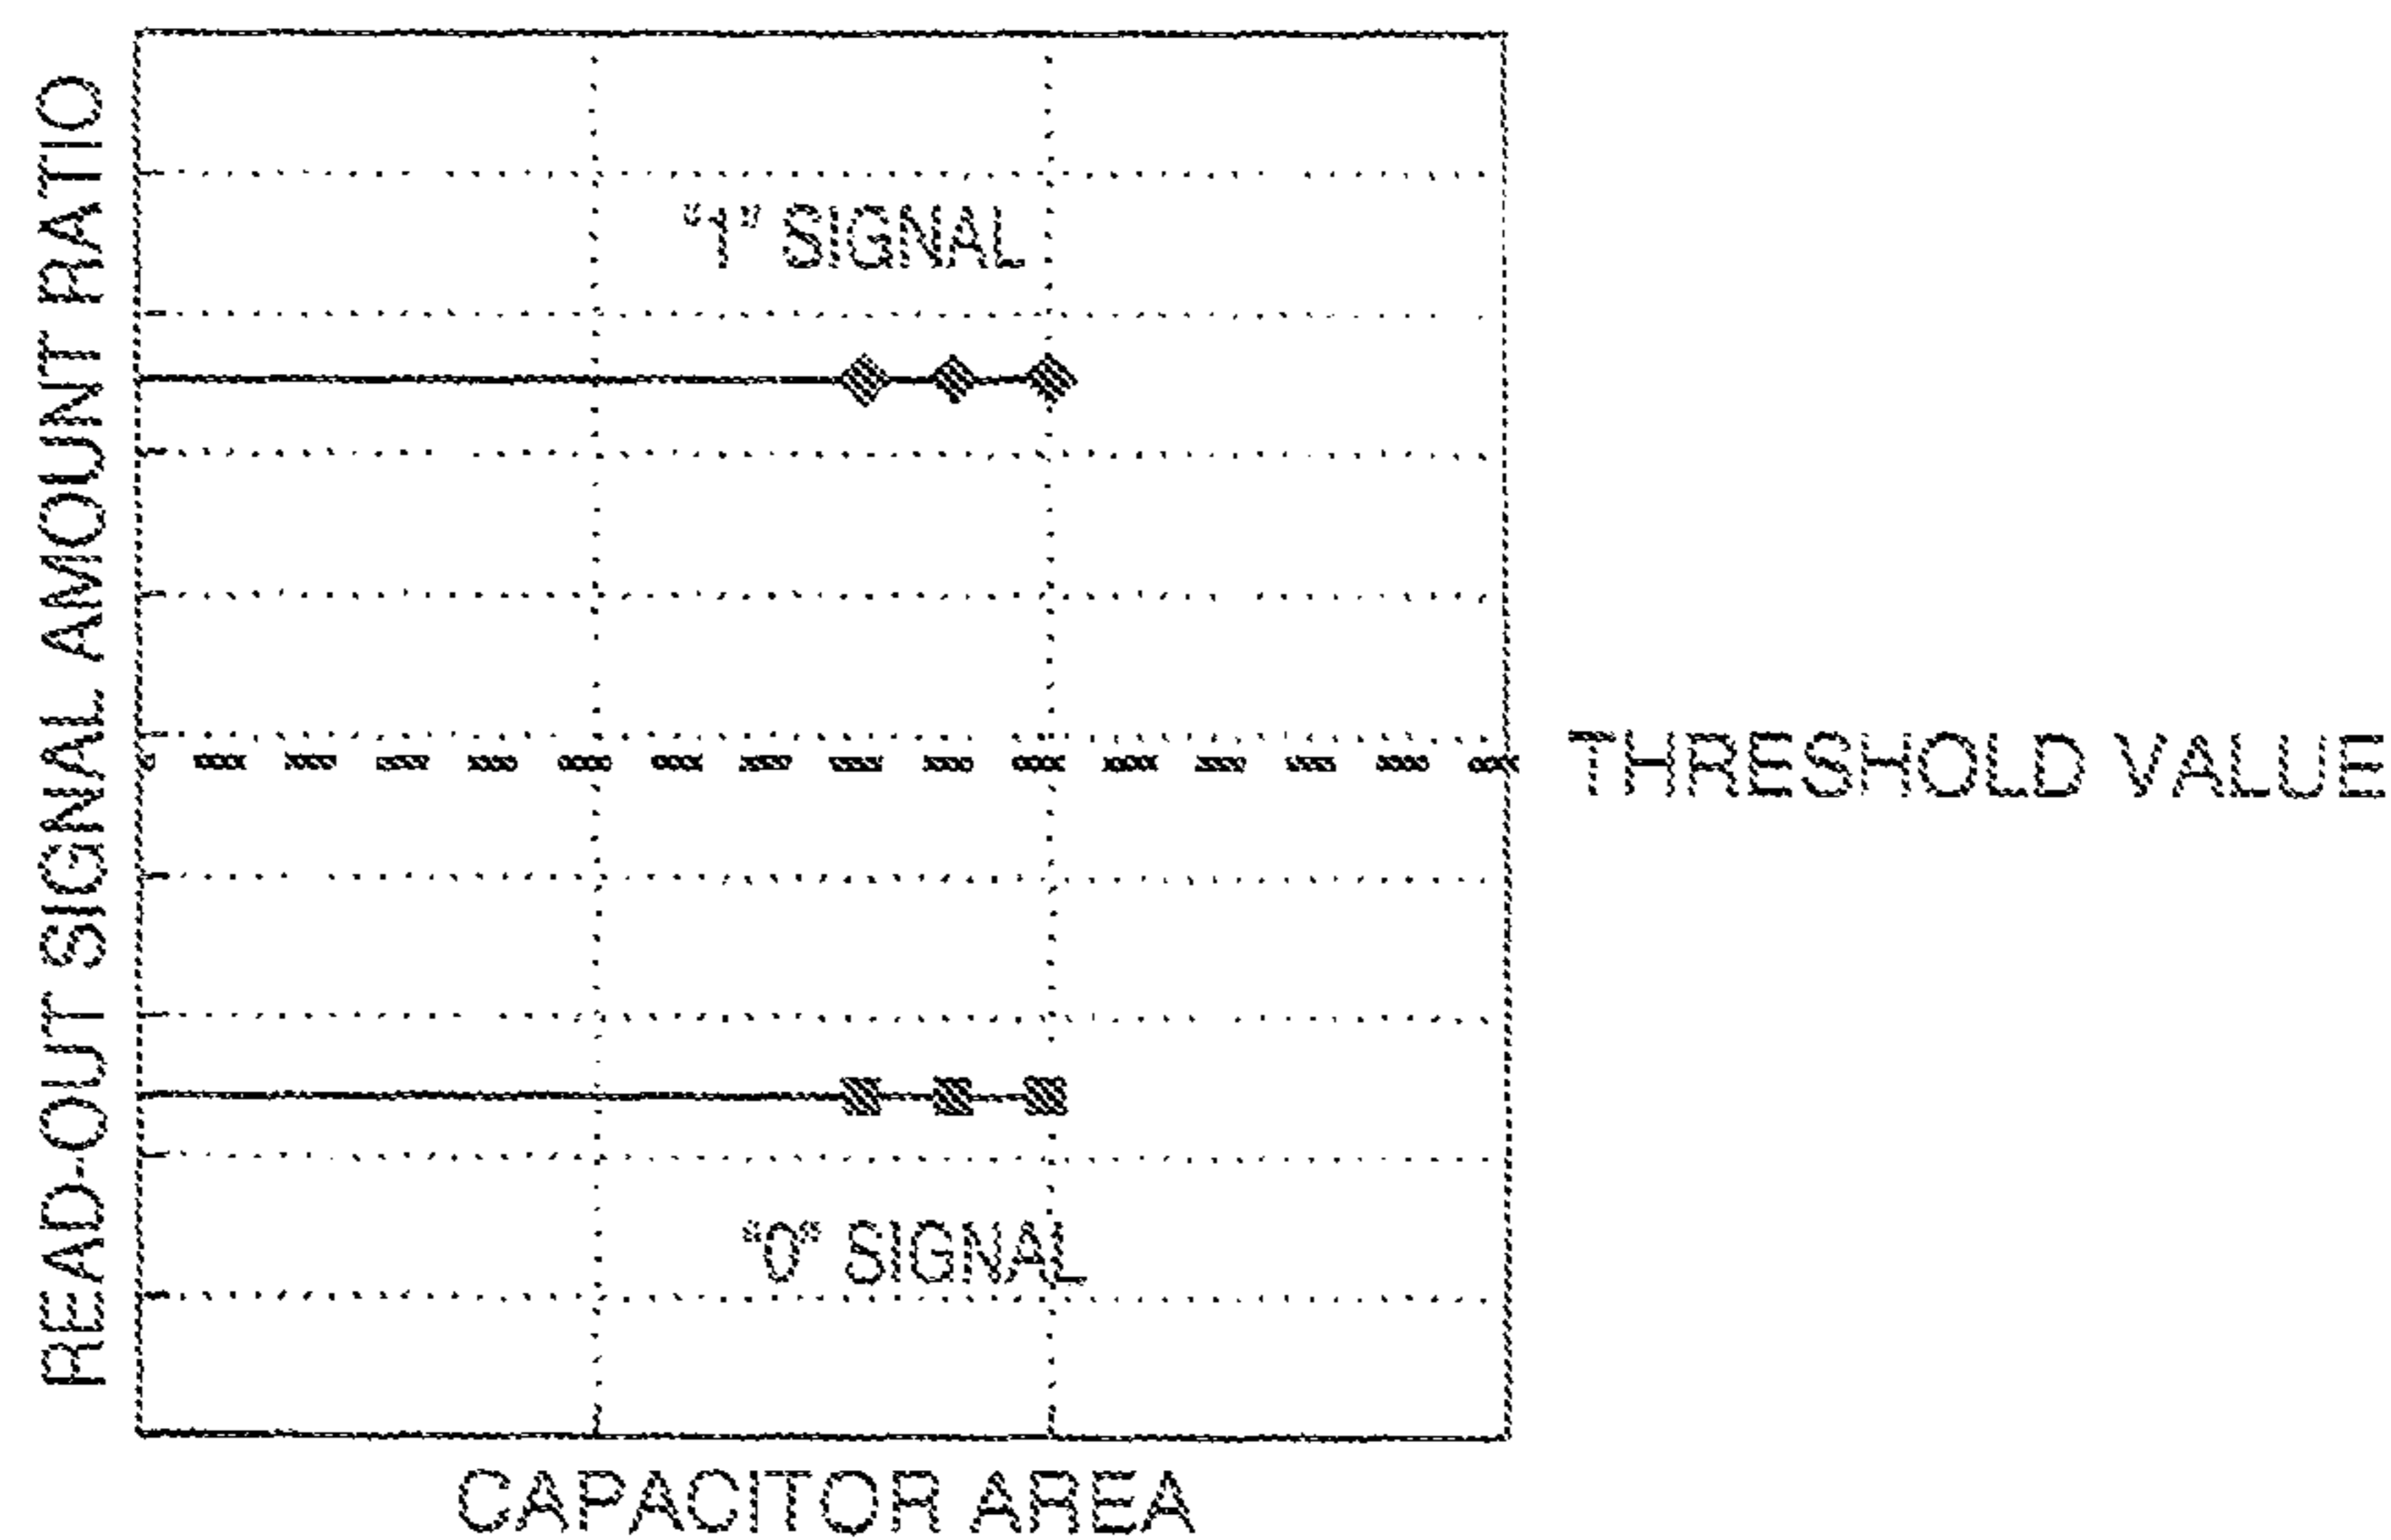 READ-OUT SIGNAL AMOUNT RATIO
"1" SIGNAL
THRESHOLD VALUE
"0" SIGNAL
CAPACITOR AREA